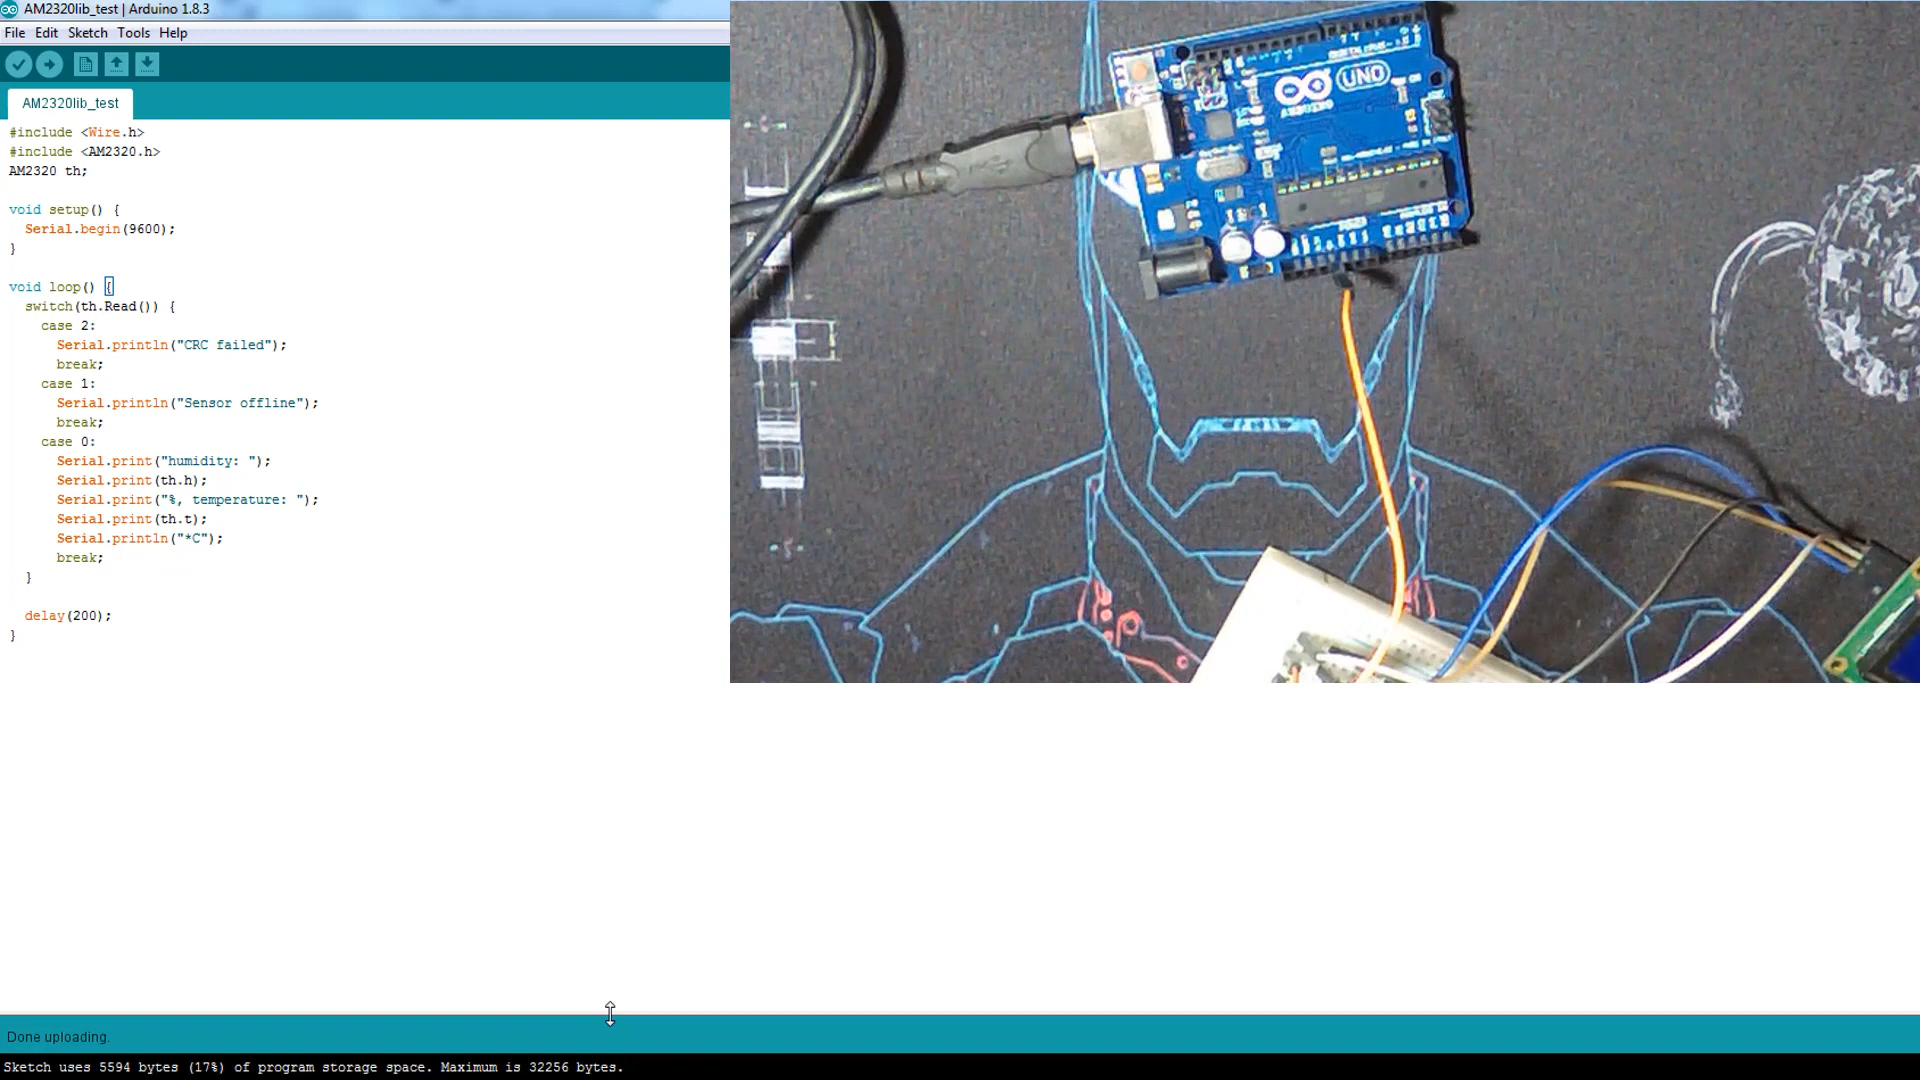 AM2320lib_test | Arduino 1.8.3
File Edit Sketch Tools Help
AM2320lib_test
#include <Wire.h>
#include <AM2320.h>
AM2320 th;
void setup() {
Serial.begin(9600);
}
void loop() {
switch(th.Read()) {
case 2:
Serial.println("CRC failed");
break;
case 1:
Serial.println("Sensor offline");
break;
case 0:
Serial.print("humidity: ");
Serial.print(th.h);
Serial.print("%, temperature: ");
Serial.print(th.t);
Serial.println("*C");
break;
}
delay(200);
}
UNO
Done uploading.
Sketch uses 5594 bytes (17%) of program storage space. Maximum is 32256 bytes.